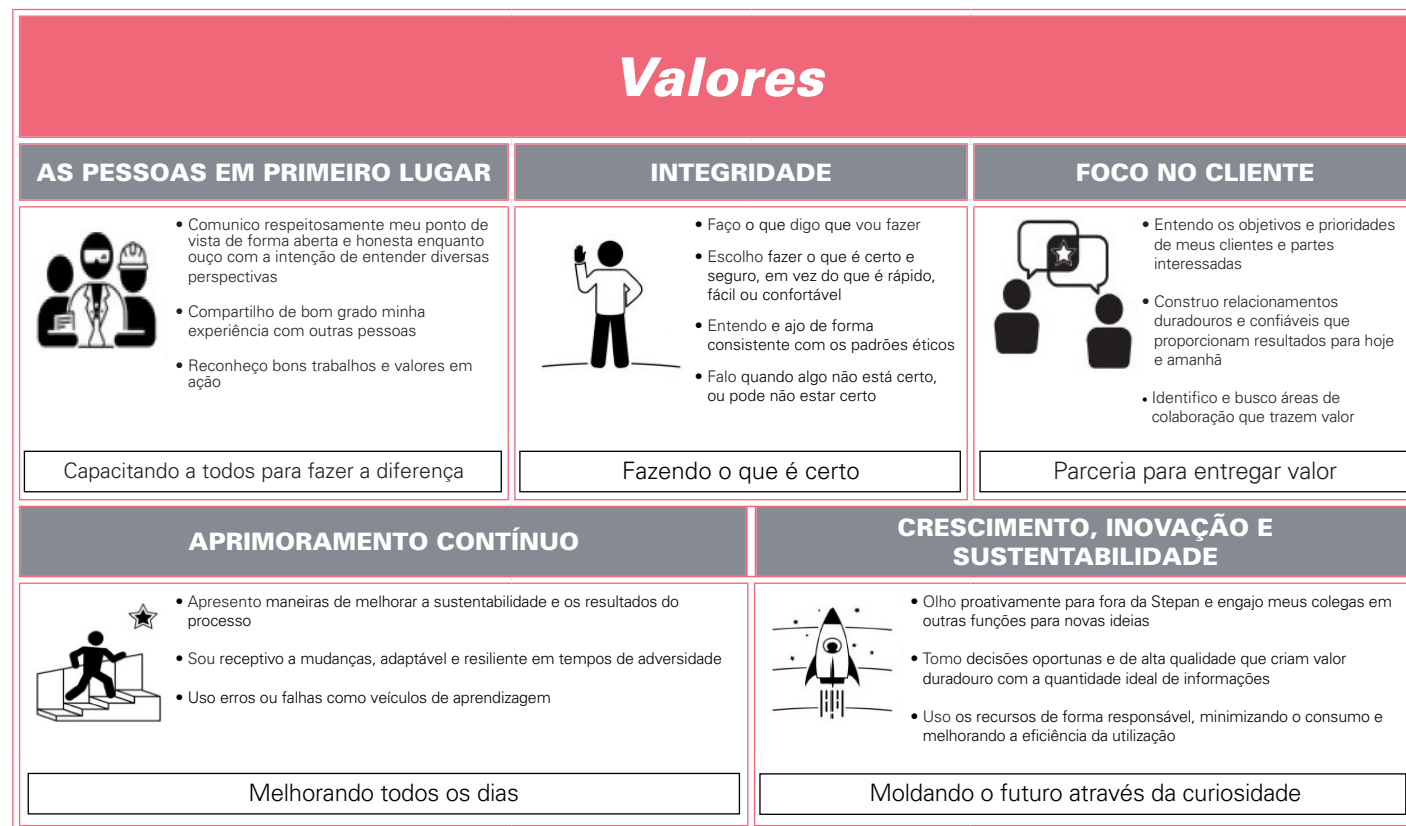 Valores
AS PESSOAS EM PRIMEIRO LUGAR
• Comunico respeitosamente meu ponto de
vista de forma aberta e honesta enquanto
ouço com a intenção de entender diversas
perspectivas
• Compartilho de bom grado minha
experiência com outras pessoas
• Reconheço bons trabalhos e valores em
ação
Capacitando a todos para fazer a diferença
INTEGRIDADE
• Faço o que digo que vou fazer
• Escolho fazer o que é certo e
seguro, em vez do que é rápido,
fácil ou confortável
• Entendo e ajo de forma
consistente com os padrões éticos
• Falo quando algo não está certo,
ou pode não estar certo
Fazendo o que é certo
FOCO NO CLIENTE
• Entendo os objetivos e prioridades
de meus clientes e partes
interessadas
• Construo relacionamentos
duradouros e confiáveis que
proporcionam resultados para hoje
e amanhã
• Identifico e busco áreas de
colaboração que trazem valor
Parceria para entregar valor
APRIMORAMENTO CONTÍNUO
• Apresento maneiras de melhorar a sustentabilidade e os resultados do
processo
• Sou receptivo a mudanças, adaptável e resiliente em tempos de adversidade
• Uso erros ou falhas como veículos de aprendizagem
Melhorando todos os dias
CRESCIMENTO, INOVAÇÃO E
SUSTENTABILIDADE
• Olho proativamente para fora da Stepan e engajo meus colegas em
outras funções para novas ideias
• Tomo decisões oportunas e de alta qualidade que criam valor
duradouro com a quantidade ideal de informações
• Uso os recursos de forma responsável, minimizando o consumo e
melhorando a eficiência da utilização
Moldando o futuro através da curiosidade